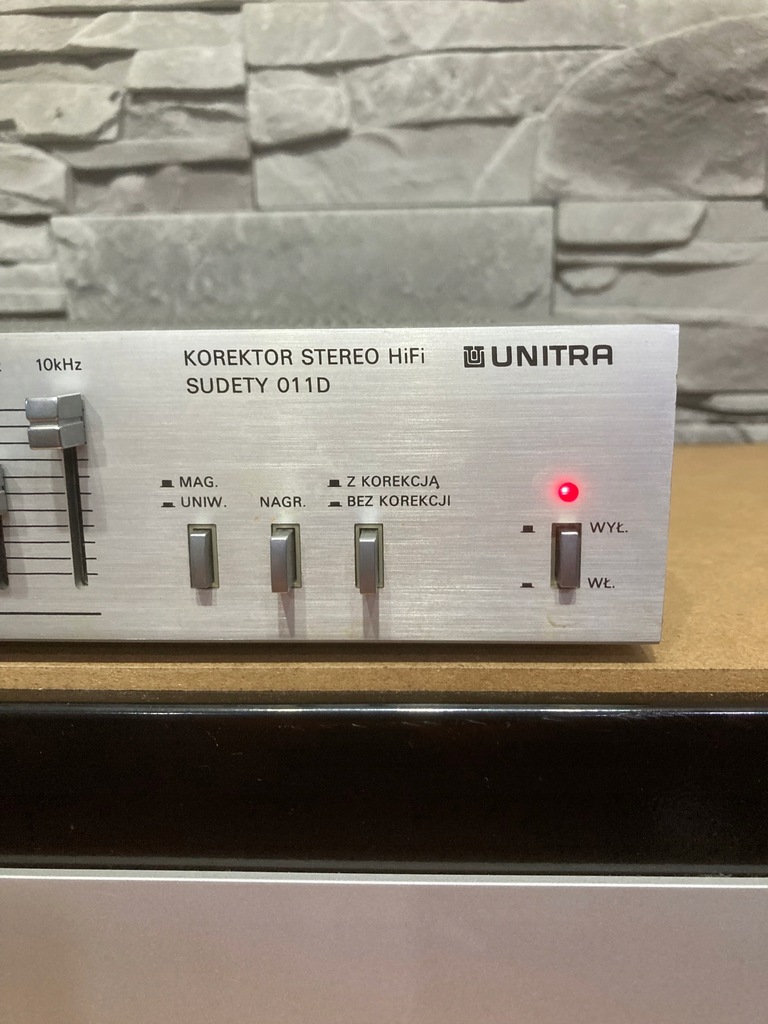 10kHz
KOREKTOR STEREO HiFi
UNITRA
SUDETY 011D
MAG.
UNIW.
NAGR.
Z KOREKCJĄ
BEZ KOREKCJI
WYŁ.
WŁ.